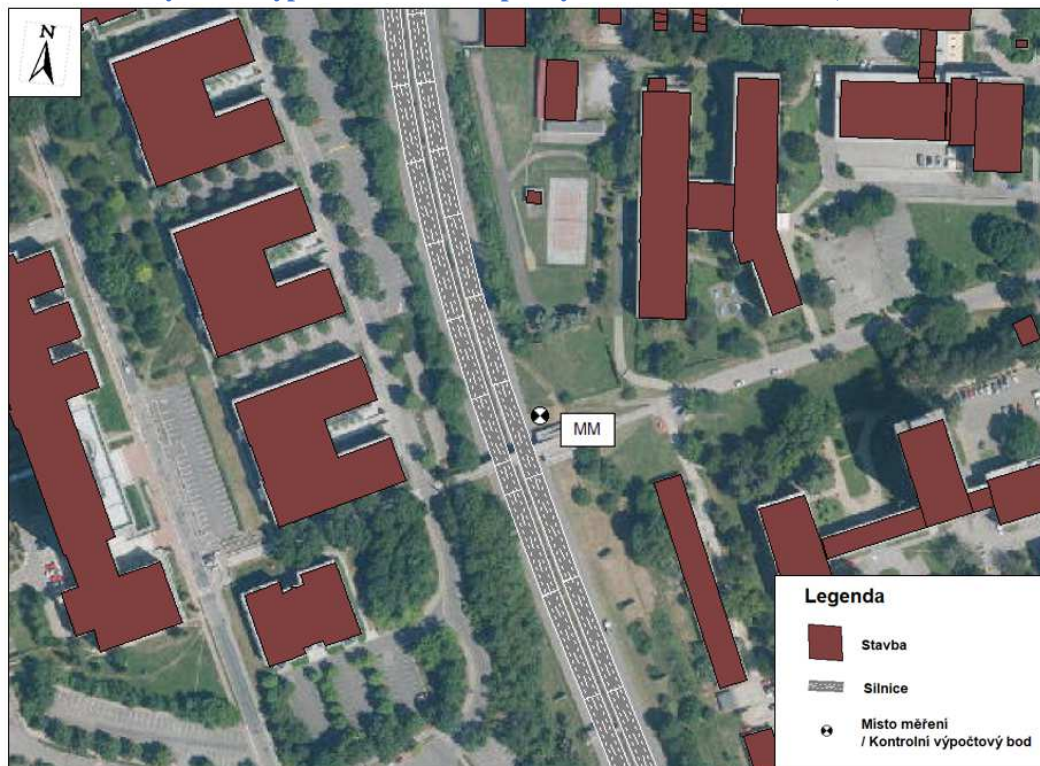 N
MM
Legenda
Stavba
Silnice
Místo měření
/ Kontrolní výpočtový bod